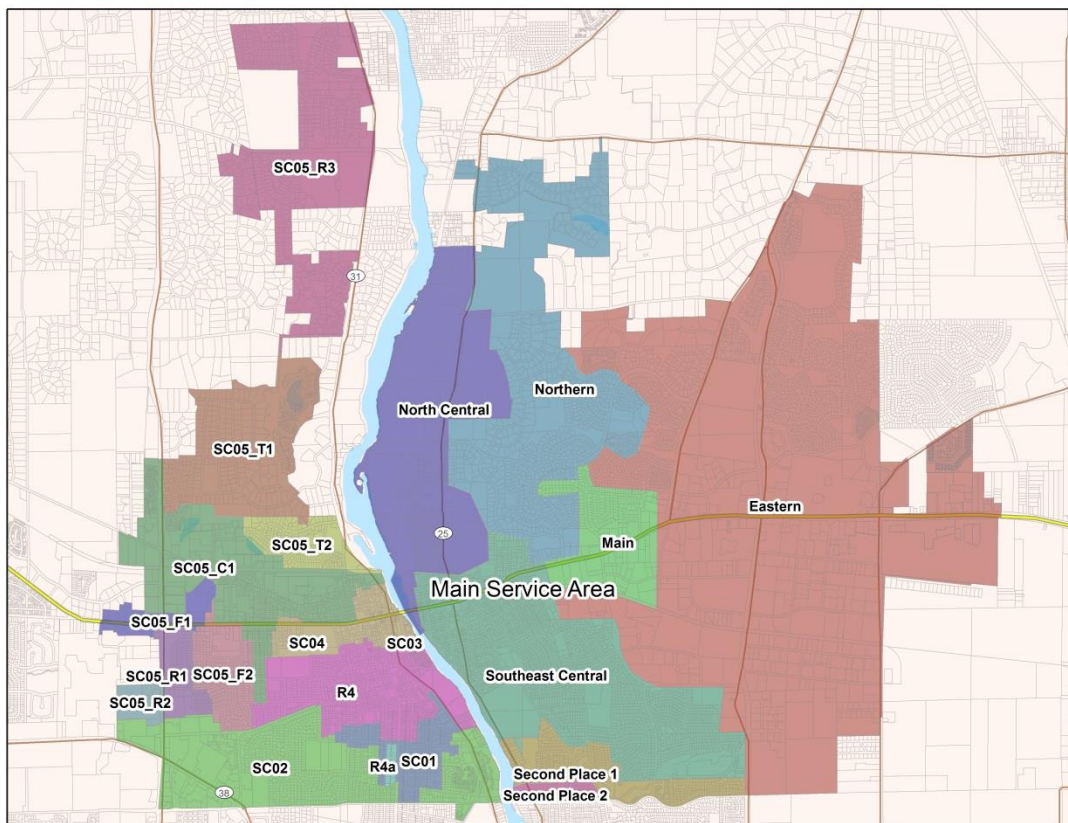 SC05_R3
31
North Central
Northern
SC05_T1
Eastern
25
SC05_T2
Main
SC05_C1
Main Service Area
SC05_F1
SC04
SC03
SC05_R1
SC05_F2
Southeast Central
R4
SC05_R2
SC02
R4a
SC01
Second Place 1
38
Second Place 2